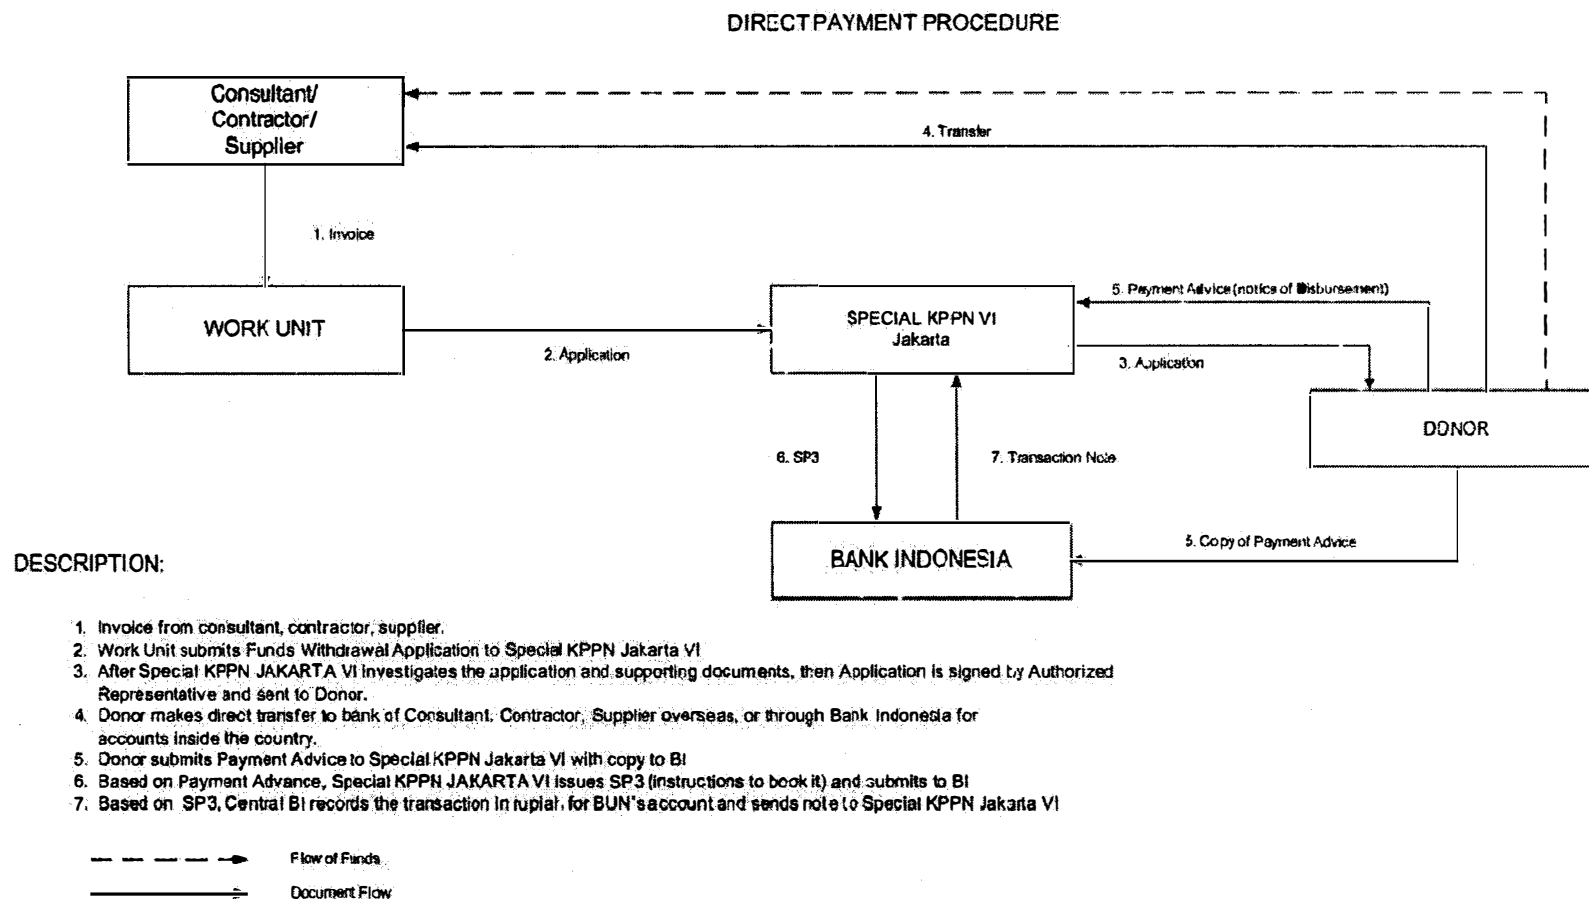 DIRECT PAYMENT PROCEDURE
Consultant/
Contractor/
Supplier
4. Transfer
1. Invoice
WORK UNIT
2. Application
SPECIAL KPPN VI
Jakarta
5. Payment Advice (notice of Disbursement)
3. Application
DONOR
6. SP3
7. Transaction Note
BANK INDONESIA
5. Copy of Payment Advice
DESCRIPTION:
1. Invoice from consultant, contractor, supplier.
2. Work Unit submits Funds Withdrawal Application to Special KPPN Jakarta VI
3. After Special KPPN JAKARTA VI investigates the application and supporting documents, then Application is signed by Authorized
Representative and sent to Donor.
4. Donor makes direct transfer to bank of Consultant, Contractor, Supplier overseas, or through Bank Indonesia for
accounts inside the country.
5. Donor submits Payment Advice to Special KPPN Jakarta VI with copy to BI
6. Based on Payment Advance, Special KPPN JAKARTA VI issues SP3 (instructions to book it) and submits to BI
7. Based on SP3, Central BI records the transaction in rupiah, for BUN's account and sends note to Special KPPN Jakarta VI
Flow of Funds
Document Flow